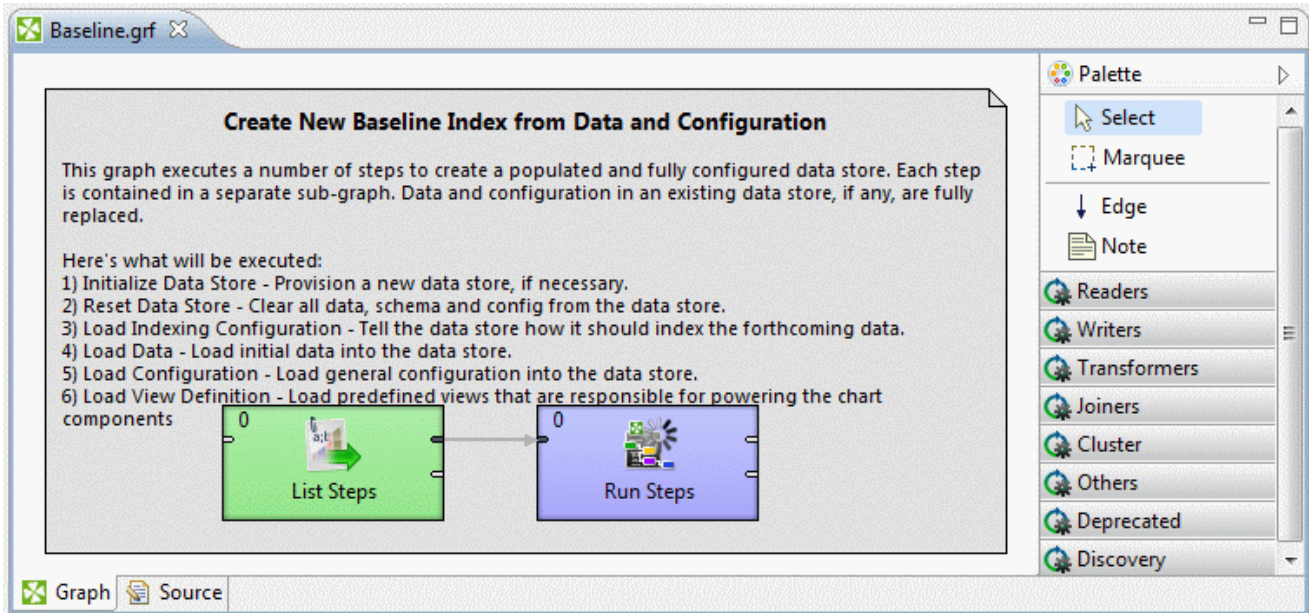 Baseline.grf
Create New Baseline Index from Data and Configuration
This graph executes a number of steps to create a populated and fully configured data store. Each step
is contained in a separate sub-graph. Data and configuration in an existing data store, if any, are fully
replaced.
Here's what will be executed:
1) Initialize Data Store - Provision a new data store, if necessary.
2) Reset Data Store - Clear all data, schema and config from the data store.
3) Load Indexing Configuration - Tell the data store how it should index the forthcoming data.
4) Load Data - Load initial data into the data store.
5) Load Configuration - Load general configuration into the data store.
6) Load View Definition - Load predefined views that are responsible for powering the chart
components
0
a;b
List Steps
0
Run Steps
Palette
Select
Marquee
Edge
Note
Readers
Writers
Transformers
Joiners
Cluster
Others
Deprecated
Discovery
Graph
Source